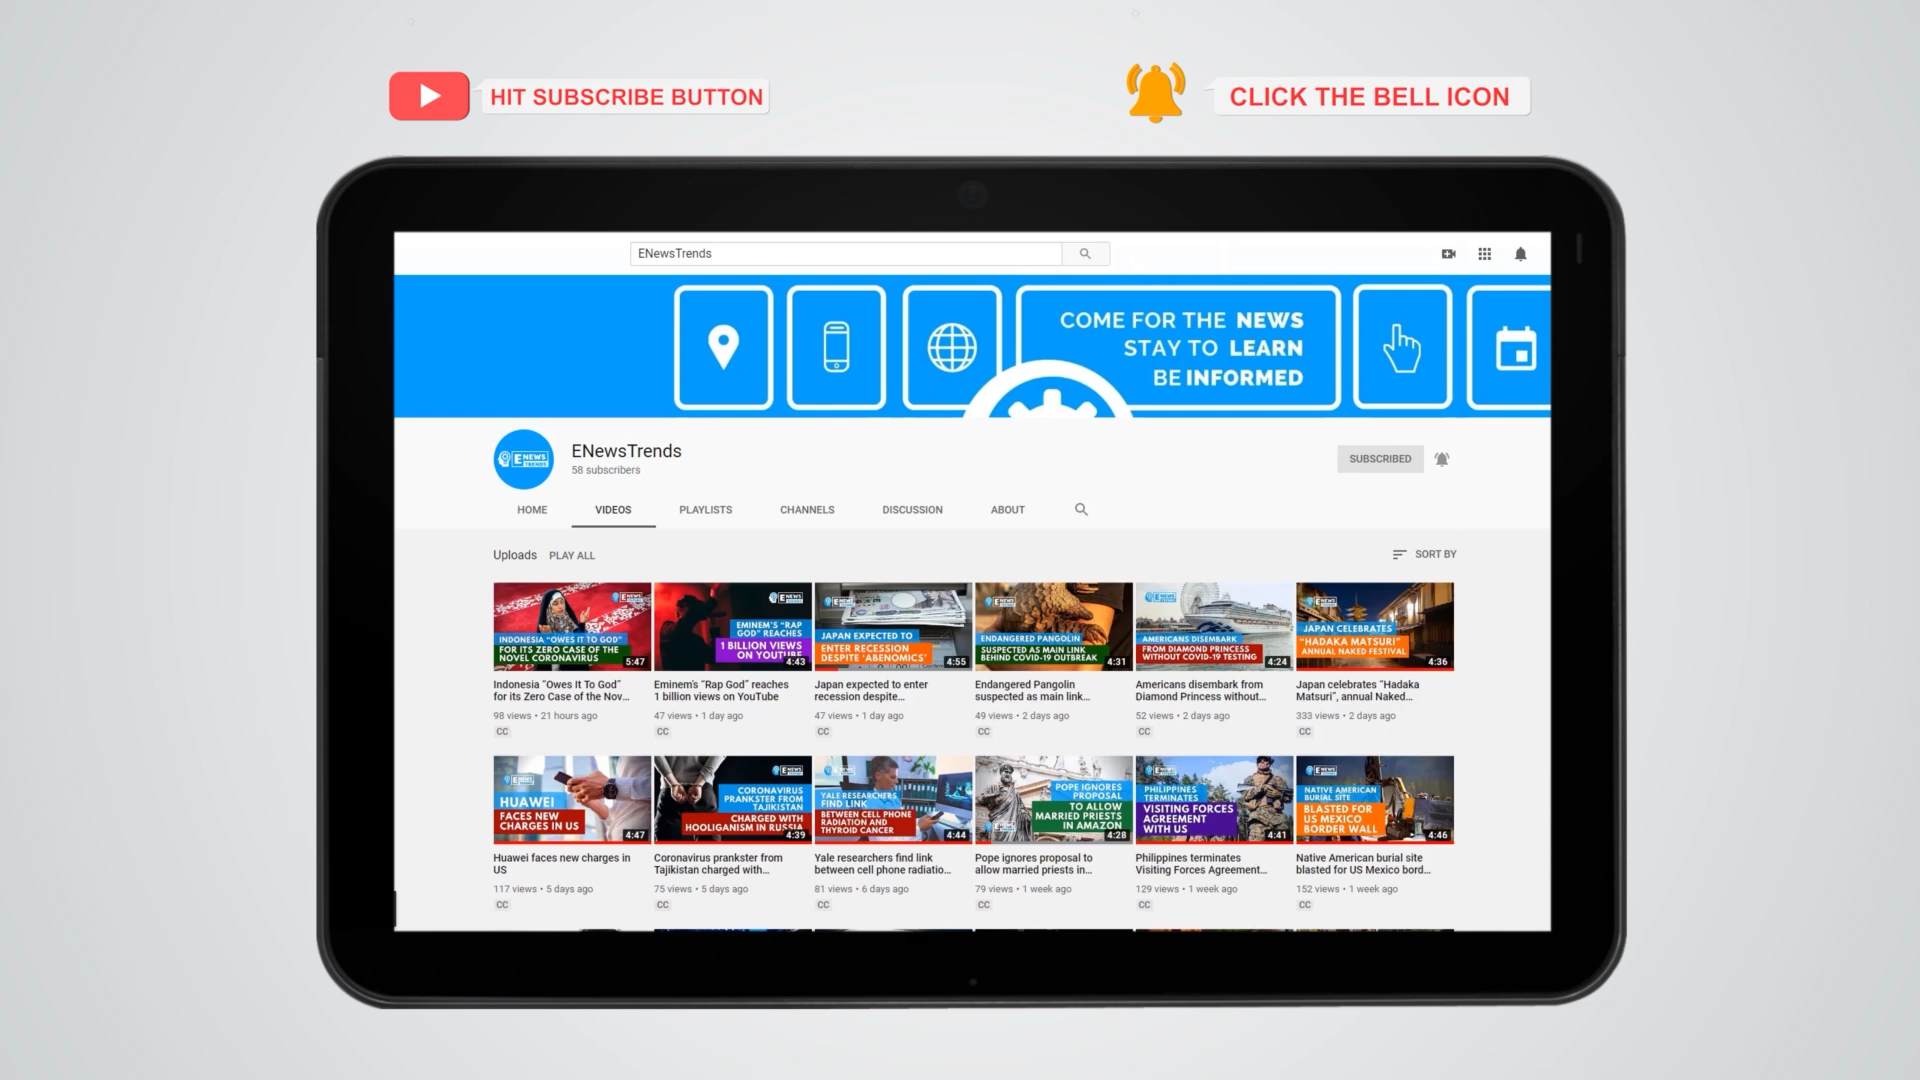 HIT SUBSCRIBE BUTTON
CLICK THE BELL ICON
ENewsTrends
COME FOR THE NEWS
STAY TO LEARN
BE INFORMED
E NEWS
TRENDS
ENewsTrends
58 subscribers
SUBSCRIBED
HOME
VIDEOS
PLAYLISTS
CHANNELS
DISCUSSION
ABOUT
Uploads
PLAY ALL
SORT BY
INDONESIA "OWES IT TO GOD"
FOR ITS ZERO CASE OF THE
NOVEL CORONAVIRUS
5:47
EMINEM'S "RAP
GOD" REACHES
1 BILLION VIEWS
ON YOUTUBE
4:43
JAPAN EXPECTED TO
ENTER RECESSION
DESPITE 'ABENOMICS'
4:55
ENDANGERED PANGOLIN
SUSPECTED AS MAIN LINK
BEHIND COVID-19 OUTBREAK
4:31
AMERICANS DISEMBARK
FROM DIAMOND PRINCESS
WITHOUT COVID-19 TESTING
4:24
JAPAN CELEBRATES
"HADAKA MATSURI"
ANNUAL NAKED FESTIVAL
4:36
Indonesia "Owes It To God"
for its Zero Case of the Nov...
98 views • 21 hours ago
CC
Eminem's "Rap God" reaches
1 billion views on YouTube
47 views • 1 day ago
CC
Japan expected to enter
recession despite...
47 views • 1 day ago
CC
Endangered Pangolin
suspected as main link...
49 views • 2 days ago
CC
Americans disembark from
Diamond Princess without...
52 views • 2 days ago
CC
Japan celebrates "Hadaka
Matsuri", annual Naked...
333 views • 2 days ago
CC
HUAWEI
FACES NEW
CHARGES IN US
4:47
CORONAVIRUS
PRANKSTER FROM
TAJIKISTAN
CHARGED WITH
HOOLIGANISM IN RUSSIA
4:39
YALE RESEARCHERS
FIND LINK
BETWEEN CELL PHONE
RADIATION AND
THYROID CANCER
4:44
POPE IGNORES
PROPOSAL
TO ALLOW
MARRIED PRIESTS
IN AMAZON
4:28
PHILIPPINES
TERMINATES
VISITING FORCES
AGREEMENT
WITH US
4:41
NATIVE AMERICAN
BURIAL SITE
BLASTED FOR
US MEXICO
BORDER WALL
4:46
Huawei faces new charges in
US
117 views • 5 days ago
CC
Coronavirus prankster from
Tajikistan charged with...
75 views • 5 days ago
CC
Yale researchers find link
between cell phone radiatio...
81 views • 6 days ago
CC
Pope ignores proposal to
allow married priests in...
79 views • 1 week ago
CC
Philippines terminates
Visiting Forces Agreement...
129 views • 1 week ago
CC
Native American burial site
blasted for US Mexico bord...
152 views • 1 week ago
CC